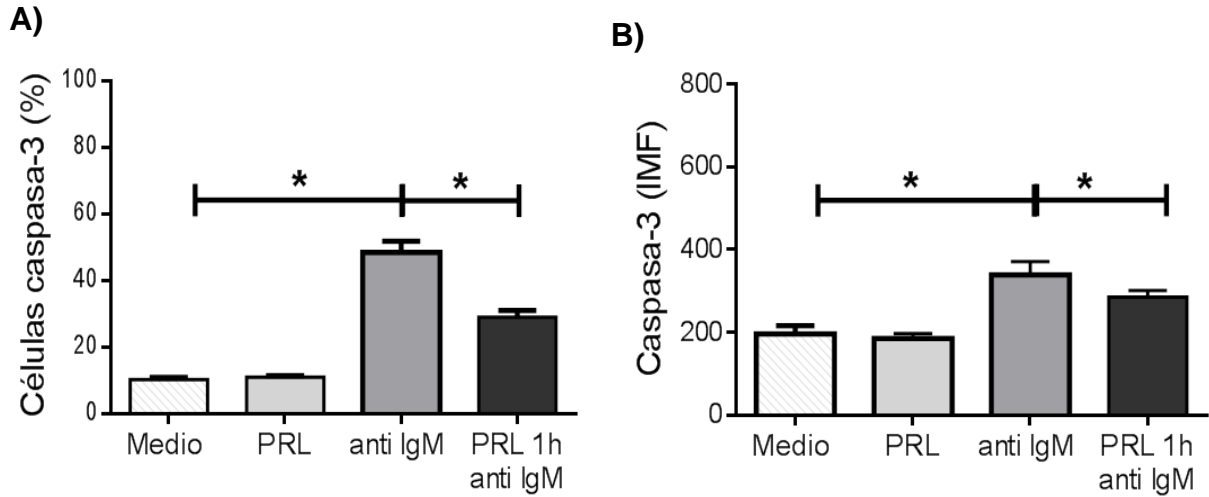 A)
Células caspasa-3 (%)
100
80
60
40
20
0
*
*
Medio
PRL
anti IgM
PRL 1h
anti IgM
B)
Caspasa-3 (IMF)
800
600
400
200
0
*
*
Medio
PRL
anti IgM
PRL 1h
anti IgM